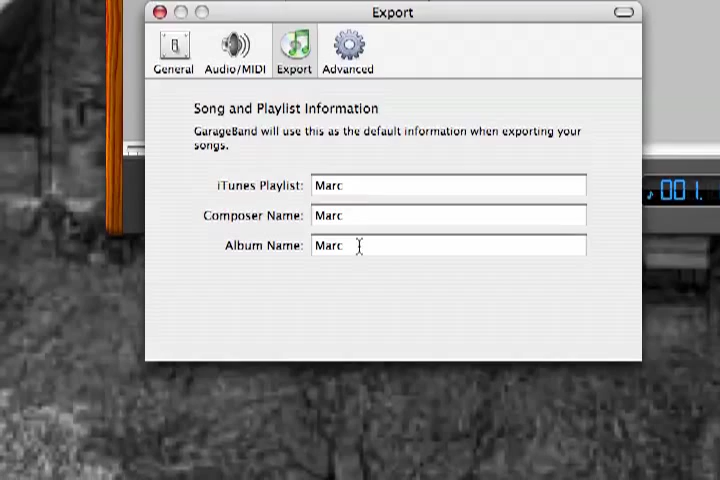 Export
General Audio/MIDI Export Advanced
Song and Playlist Information
GarageBand will use this as the default information when exporting your
songs.
iTunes Playlist: Marc
Composer Name: Marc
Album Name: Marc
001.